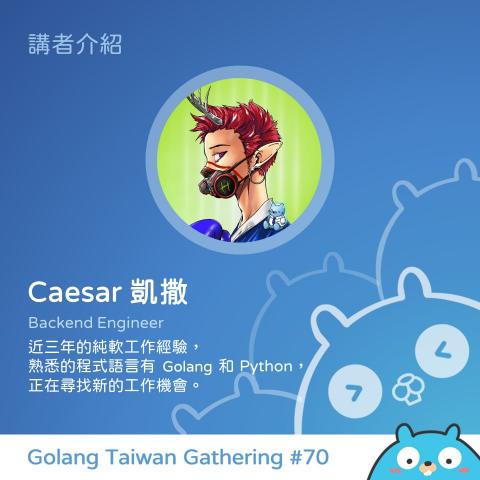 講者介紹
Caesar 凱撒
Backend Engineer
近三年的純軟工作經驗，
熟悉的程式語言有 Golang 和 Python，
正在尋找新的工作機會。
Golang Taiwan Gathering #70